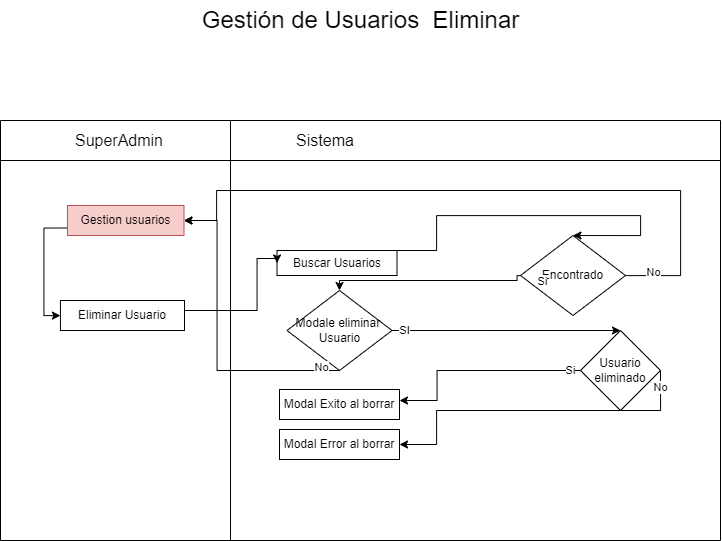 Gestión de Usuarios Eliminar
SuperAdmin
Sistema
Gestion usuarios
Buscar Usuarios
Encontrado
Si
No
Eliminar Usuario
Modale eliminar
Usuario
SI
No
Usuario
eliminado
Si
No
Modal Exito al borrar
Modal Error al borrar